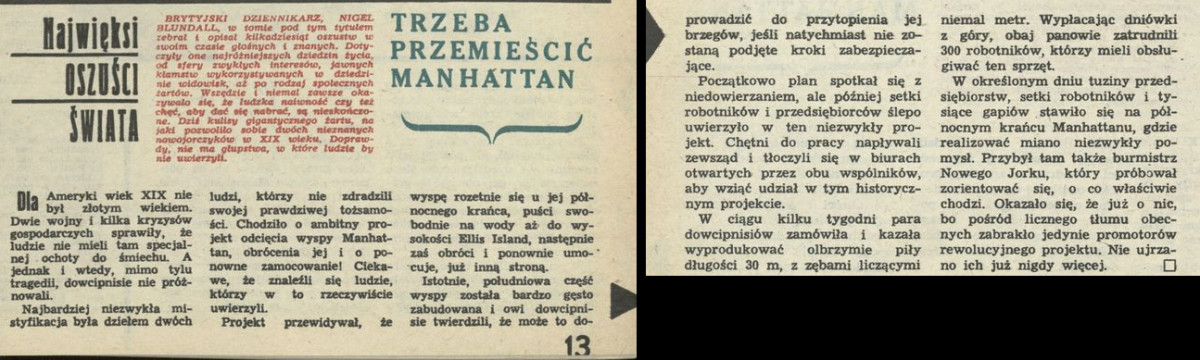 Najwięksi
OSZUŚCI
ŚWIATA
BRYTYJSKI DZIENNIKARZ, NIGEL
BLUNDALL, w tomie pod tym tytułem
zebrał i opisał kilkadziesiąt oszustw w
swoim czasie głośnych i znanych. Doty-
czyły one najróżniejszych dziedzin życia,
od sfery zwykłych interesów, jawnych
kłamstw wykorzystywanych w dziedzi-
nie widowisk, aż po rodzaj społecznych
żartów. Wszędzie i niemal zawsze oka-
zywało się, że ludzka naiwność czy też
chęć, aby dać się nabrać, są nieskończo-
ne. Dziś kulisy gigantycznego żartu, na
jaki pozwoliło sobie dwóch nieznanych
nowojorczyków w XIX wieku. Dopraw-
dy, nie ma głupstwa, w które ludzie by
nie uwierzyli.
TRZEBA
PRZEMIEŚCIĆ
MANHATTAN
Dla Ameryki wiek XIX nie
był złotym wiekiem.
Dwie wojny i kilka kryzysów
gospodarczych sprawiły, że
ludzie nie mieli tam specjal-
nej ochoty do śmiechu. A
jednak i wtedy, mimo tylu
tragedii, dowcipnisie nie próż-
nowali.
Najbardziej niezwykła mi-
styfikacja była dziełem dwóch
ludzi, którzy nie zdradzili
swojej prawdziwej tożsamo-
ści. Chodziło o ambitny pro-
jekt odcięcia wyspy Manhat-
tan, obrócenia jej i o po-
nowne zamocowanie! Cieka-
we, że znaleźli się ludzie,
którzy w to rzeczywiście
uwierzyli.
Projekt przewidywał, że
wyspę rozetnie się u jej pół-
nocnego krańca, puści swo-
bodnie na wody aż do wy-
sokości Ellis Island, następnie
zaś obróci i ponownie umo-
cuje, już inną stroną.
Istotnie, południowa część
wyspy została bardzo gęsto
zabudowana i owi dowcipni-
sie twierdzili, że może to do-
13
prowadzić do przytopienia jej
brzegów, jeśli natychmiast nie zo-
staną podjęte kroki zabezpiecza-
jące.
Początkowo plan spotkał się z
niedowierzaniem, ale później setki
robotników i przedsiębiorców ślepo
uwierzyło w ten niezwykły pro-
jekt. Chętni do pracy napływali
zewsząd i tłoczyli się w biurach
otwartych przez obu wspólników,
aby wziąć udział w tym historycz-
nym projekcie.
W ciągu kilku tygodni para
dowcipnisiów zamówiła i kazała
wyprodukować olbrzymie piły
długości 30 m, z zębami liczącymi
niemal metr. Wypłacając dniówki
z góry, obaj panowie zatrudnili
300 robotników, którzy mieli obsłu-
giwać ten sprzęt.
W określonym dniu tuziny przed-
siębiorstw, setki robotników i ty-
siące gapiów stawiło się na pół-
nocnym krańcu Manhattanu, gdzie
realizować miano niezwykły po-
mysł. Przybył tam także burmistrz
Nowego Jorku, który próbował
zorientować się, o co właściwie
chodzi. Okazało się, że już o nic,
bo pośród licznego tłumu obec-
nych zabrakło jedynie promotorów
rewolucyjnego projektu. Nie ujrza-
no ich już nigdy więcej.